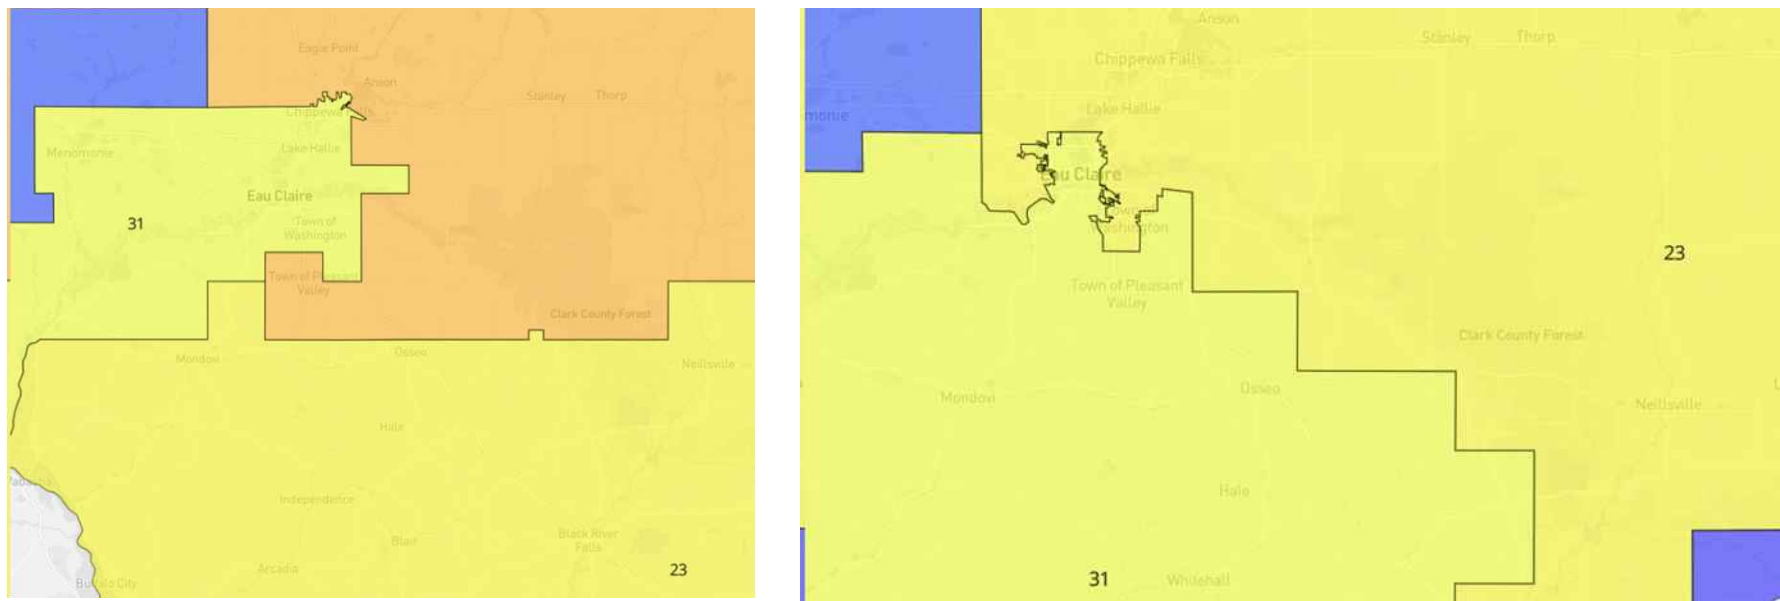 Eagle Point
Anson
Stanley Thorp
Chippewa Falls
Menomonie
Lake Hallie
Eau Claire
31
Town of
Washington
Town of Pleasant
Valley
Clark County Forest
Mondovi
Osseo
Neillsville
Hale
Independence
Black River
Falls
Blair
Arcadia
23
Buffalo City
Anson
Stanley Thorp
Chippewa Falls
Lake Hallie
monie
Eau Claire
Washington
23
Town of Pleasant
Valley
Clark County Forest
Osseo
Mondovi
Neillsville
Hale
31
Whitehall